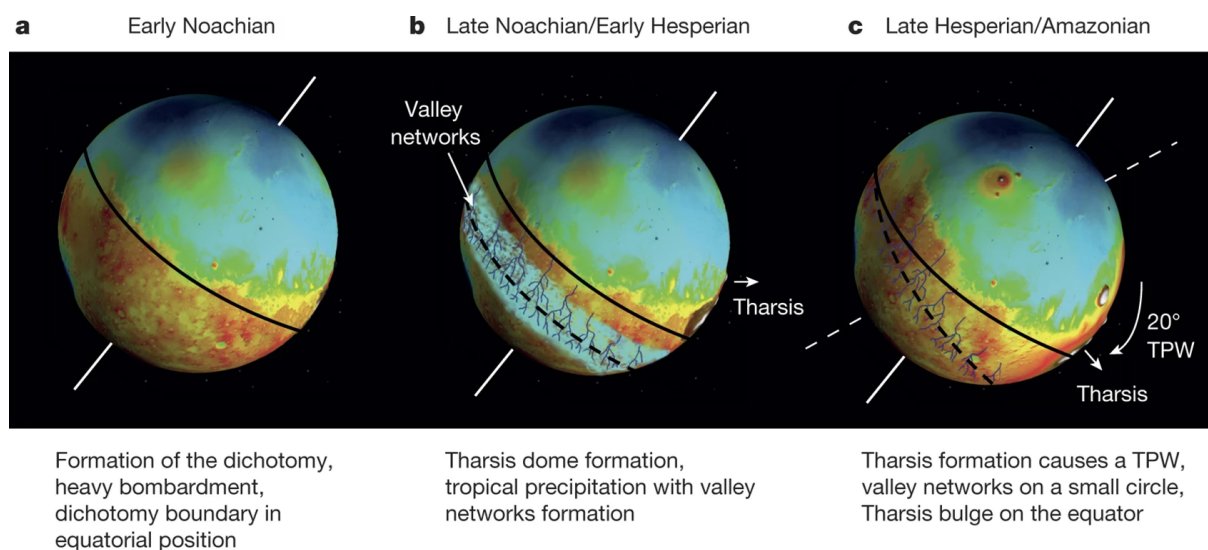 a Early Noachian
b Late Noachian/Early Hesperian
c Late Hesperian/Amazonian
Valley
networks
Tharsis
20°
TPW
Tharsis
Formation of the dichotomy,
heavy bombardment,
dichotomy boundary in
equatorial position
Tharsis dome formation,
tropical precipitation with valley
networks formation
Tharsis formation causes a TPW,
valley networks on a small circle,
Tharsis bulge on the equator